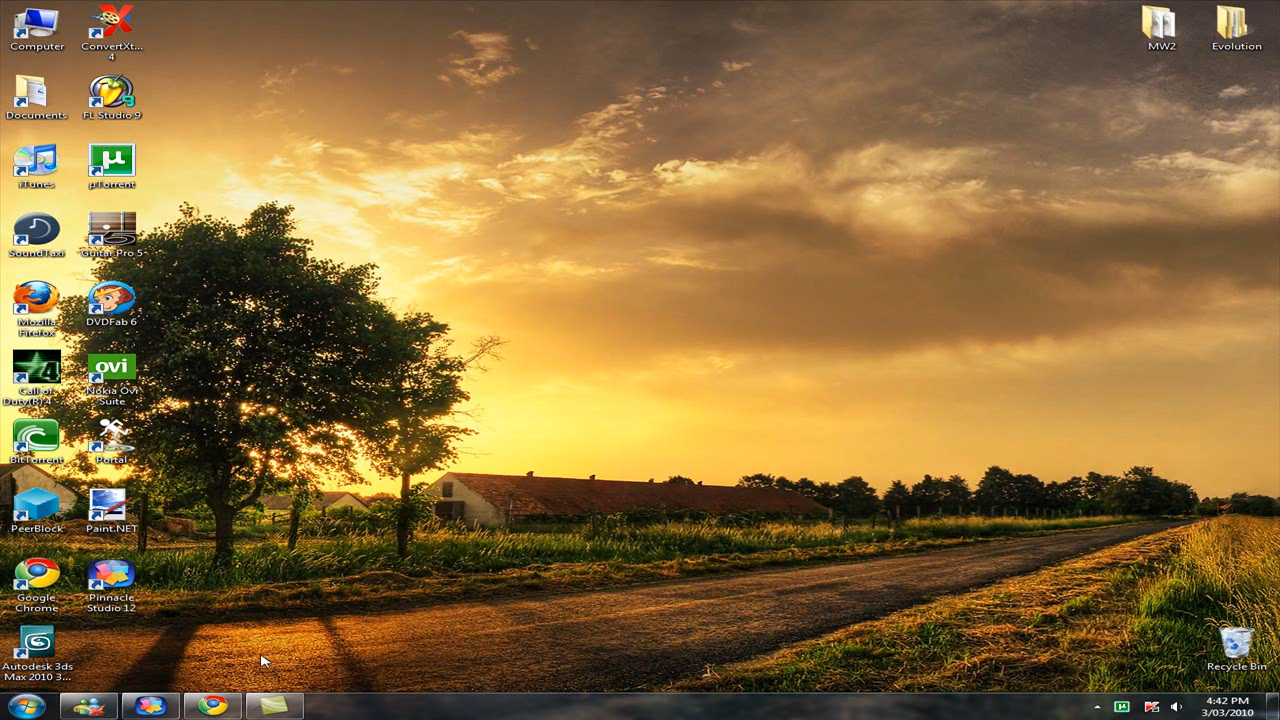 Computer
ConvertXt...
4
MW2
Evolution
Documents
FL Studio 9
iTunes
µTorrent
SoundTaxi
Guitar Pro 5
Mozilla
Firefox
DVDFab 6
Call of
Duty(R) 4 -
ovi
Nokia Ovi
Suite
BitTorrent
Portal
PeerBlock
Paint.NET
Google
Chrome
Pinnacle
Studio 12
Autodesk 3ds
Max 2010 3...
Recycle Bin
4:42 PM
3/03/2010